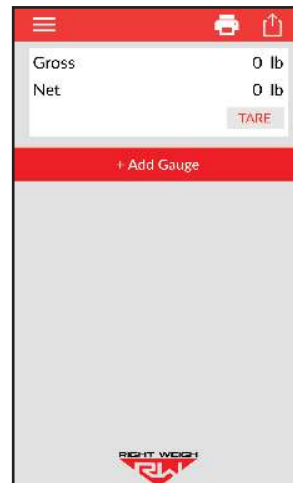 Gross 0 lb
Net 0 lb
TARE
+ Add Gauge
RIGHT WEIGH
RW